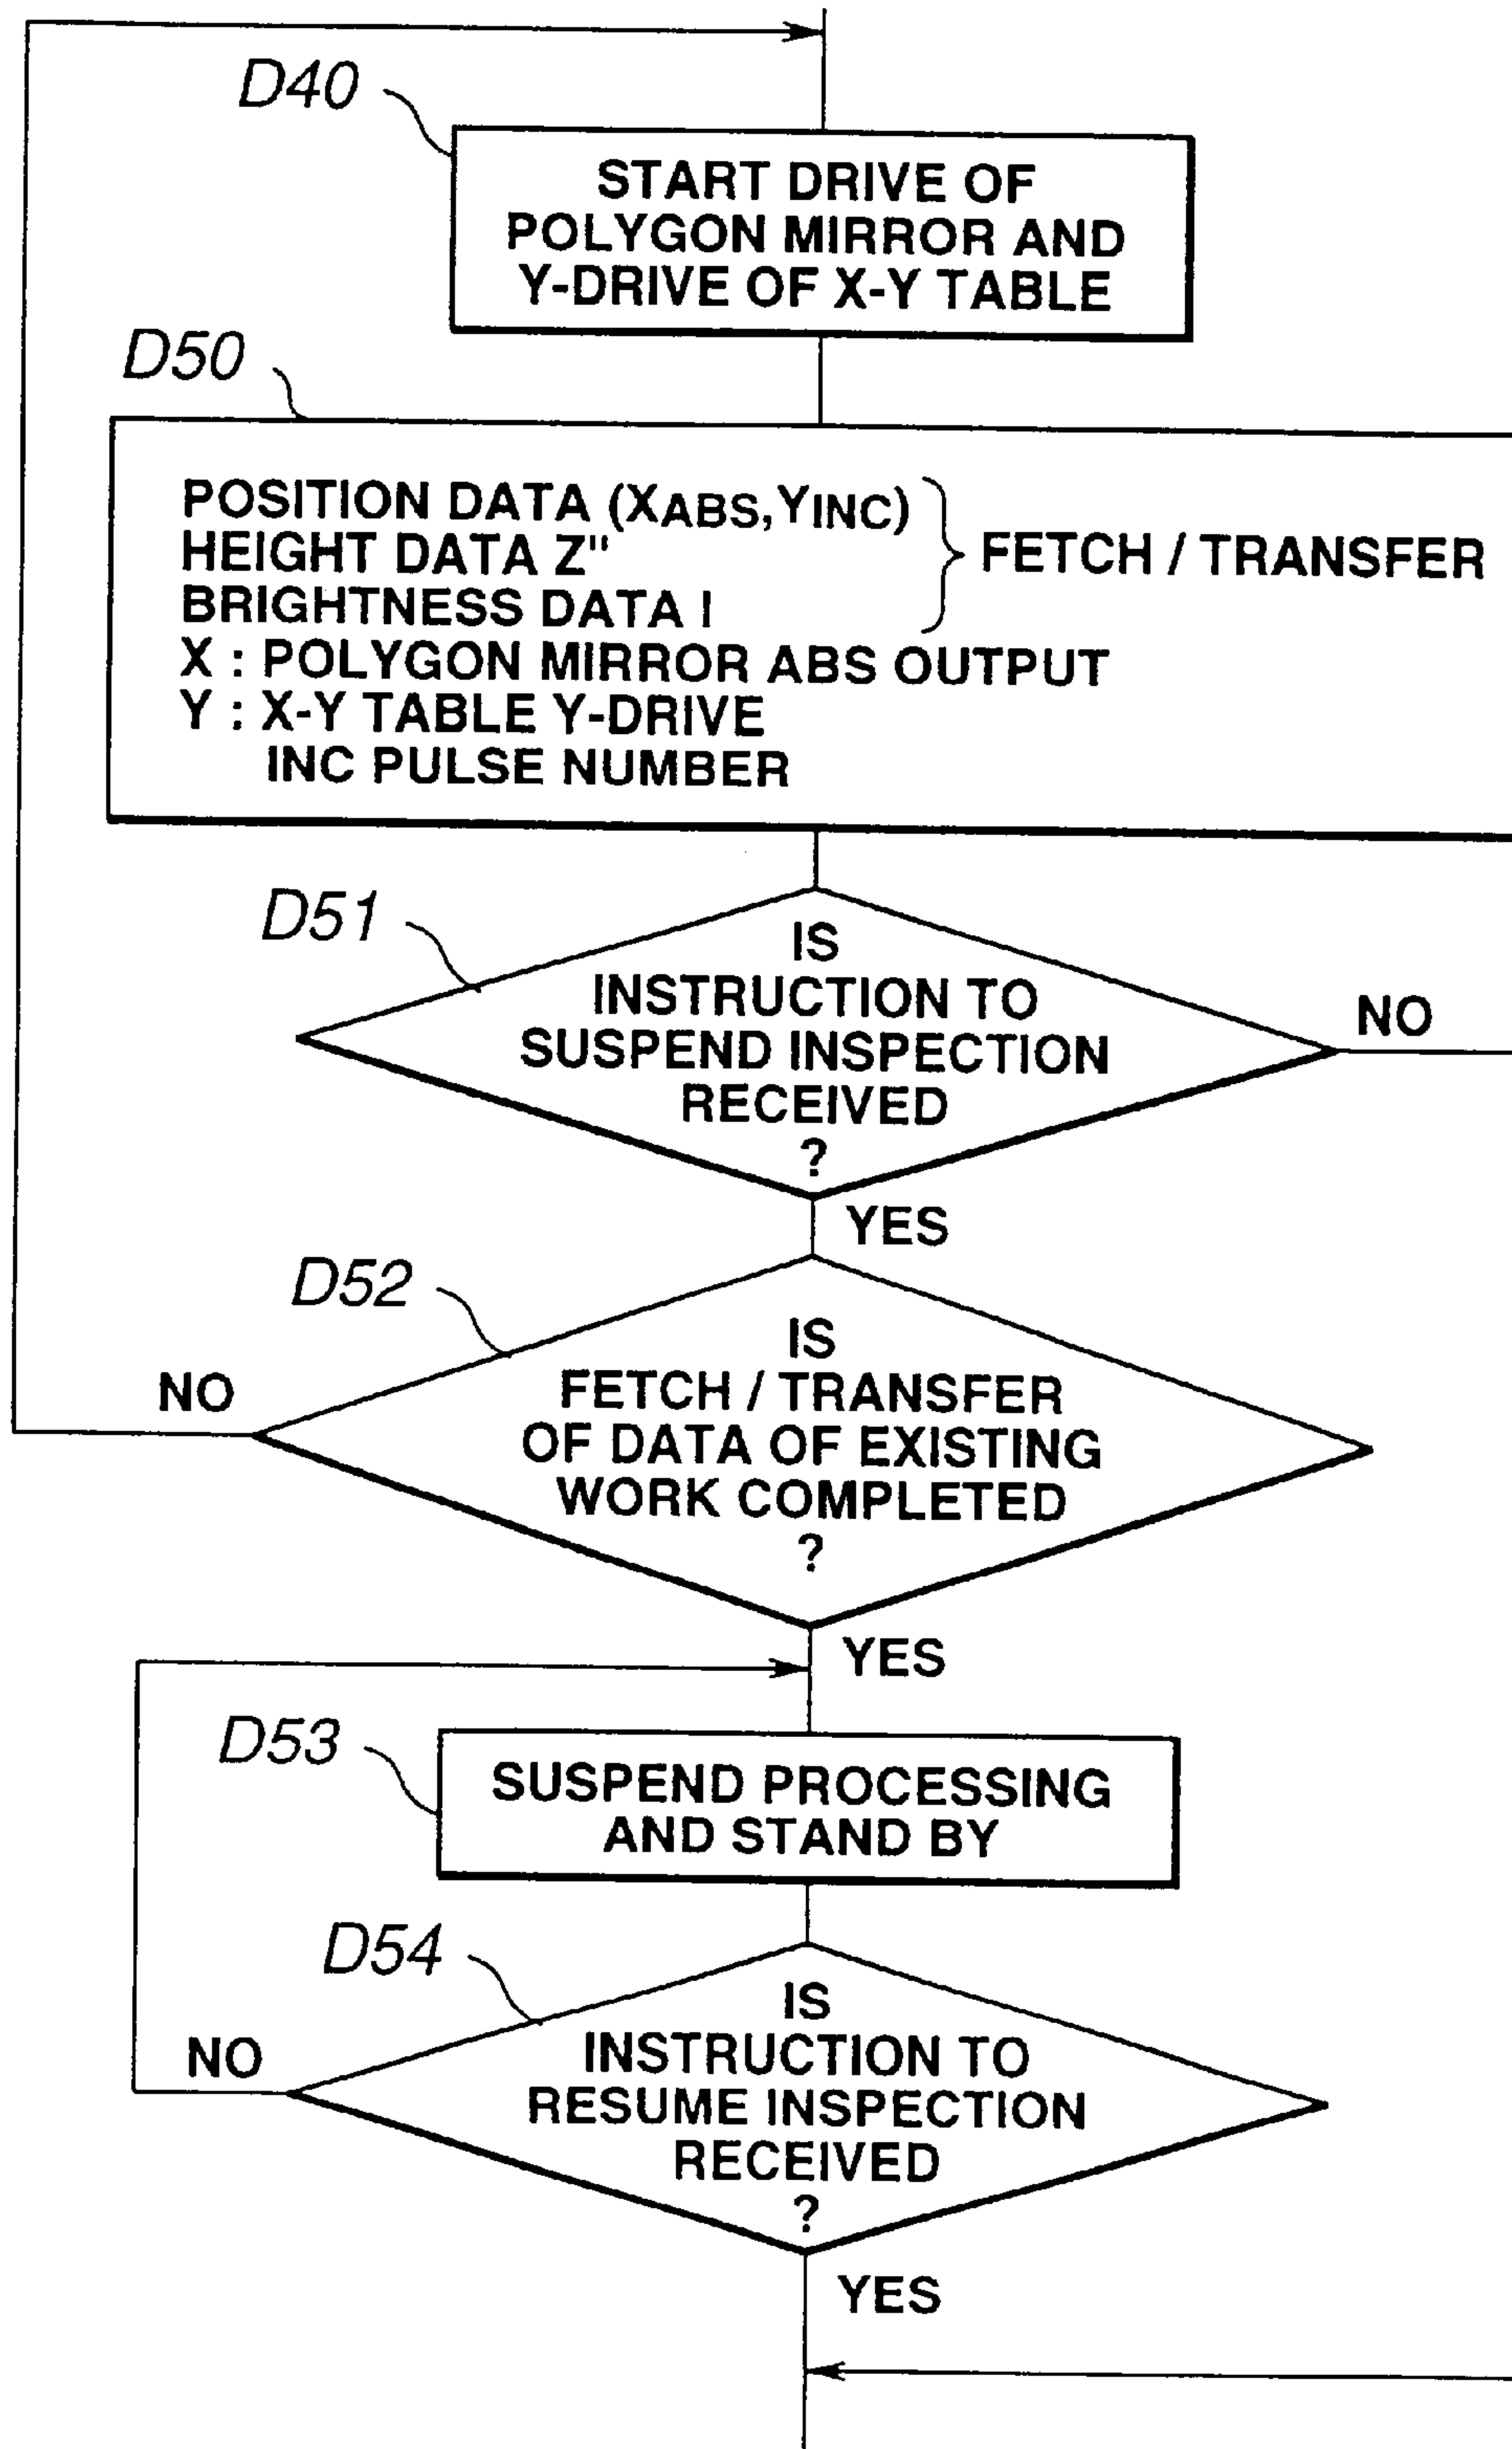 D40
START DRIVE OF
POLYGON MIRROR AND
Y-DRIVE OF X-Y TABLE
D50
POSITION DATA (XABS,YINC)
HEIGHT DATA Z"
BRIGHTNESS DATA I
FETCH / TRANSFER
X : POLYGON MIRROR ABS OUTPUT
Y : X-Y TABLE Y-DRIVE
INC PULSE NUMBER
D51
IS
INSTRUCTION TO
SUSPEND INSPECTION
RECEIVED
?
NO
YES
D52
IS
FETCH / TRANSFER
OF DATA OF EXISTING
WORK COMPLETED
?
NO
YES
D53
SUSPEND PROCESSING
AND STAND BY
D54
IS
INSTRUCTION TO
RESUME INSPECTION
RECEIVED
?
NO
YES